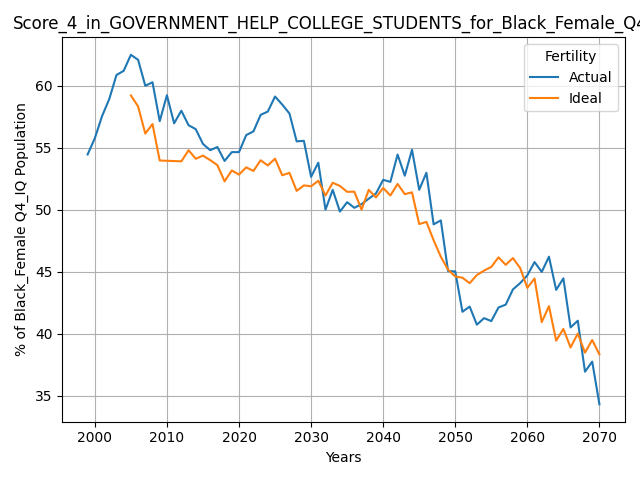 Score_4_in_GOVERNMENT_HELP_COLLEGE_STUDENTS_for_Black_Female_Q4
Fertility
Actual
Ideal
% of Black_Female Q4_IQ Population
60
55
50
45
40
35
2000 2010 2020 2030 2040 2050 2060 2070
Years